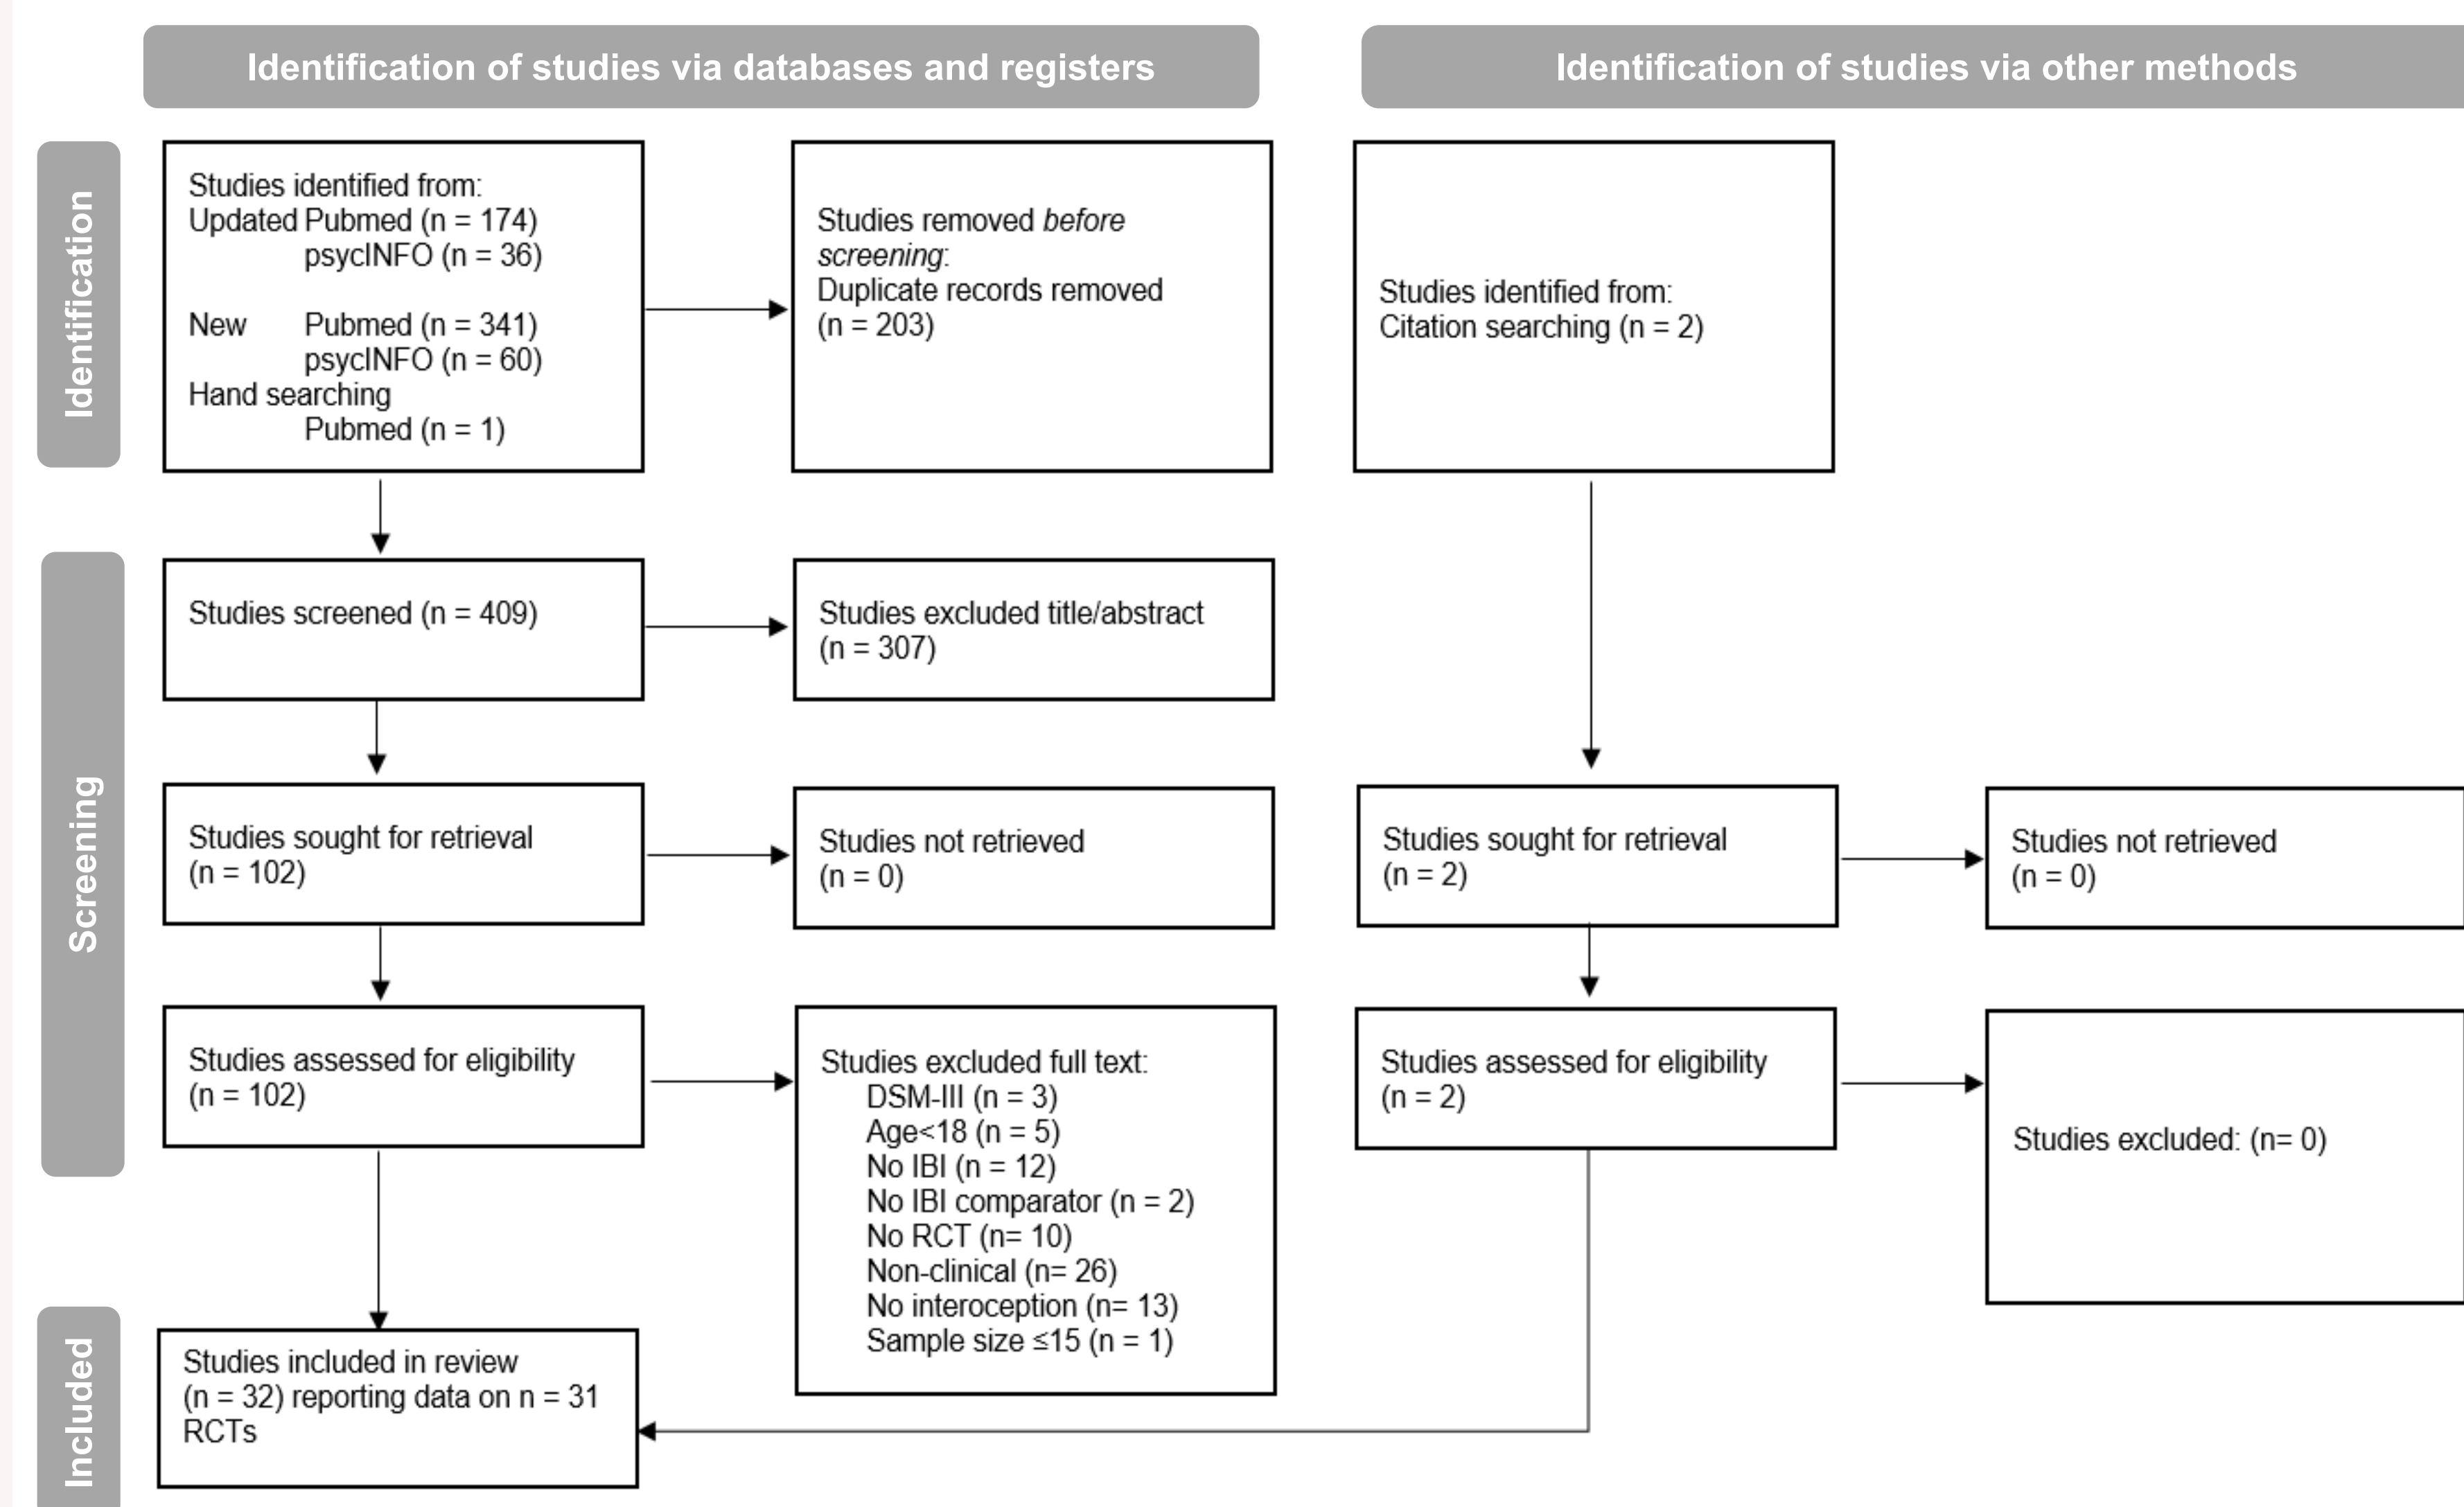 Identification of studies via databases and registers
Identification of studies via other methods
Identification
Studies identified from:
Updated Pubmed (n = 174)
psycINFO (n = 36)
New Pubmed (n = 341)
psycINFO (n = 60)
Hand searching
Pubmed (n = 1)
Studies removed before
screening:
Duplicate records removed
(n = 203)
Studies identified from:
Citation searching (n = 2)
Screening
Studies screened (n = 409)
Studies excluded title/abstract
(n = 307)
Studies sought for retrieval
(n = 102)
Studies not retrieved
(n = 0)
Studies sought for retrieval
(n = 2)
Studies not retrieved
(n = 0)
Studies assessed for eligibility
(n = 102)
Studies excluded full text:
DSM-III (n = 3)
Age<18 (n = 5)
No IBI (n = 12)
No IBI comparator (n = 2)
No RCT (n= 10)
Non-clinical (n= 26)
No interoception (n= 13)
Sample size ≤15 (n = 1)
Studies assessed for eligibility
(n = 2)
Studies excluded: (n= 0)
Included
Studies included in review
(n = 32) reporting data on n = 31
RCTs